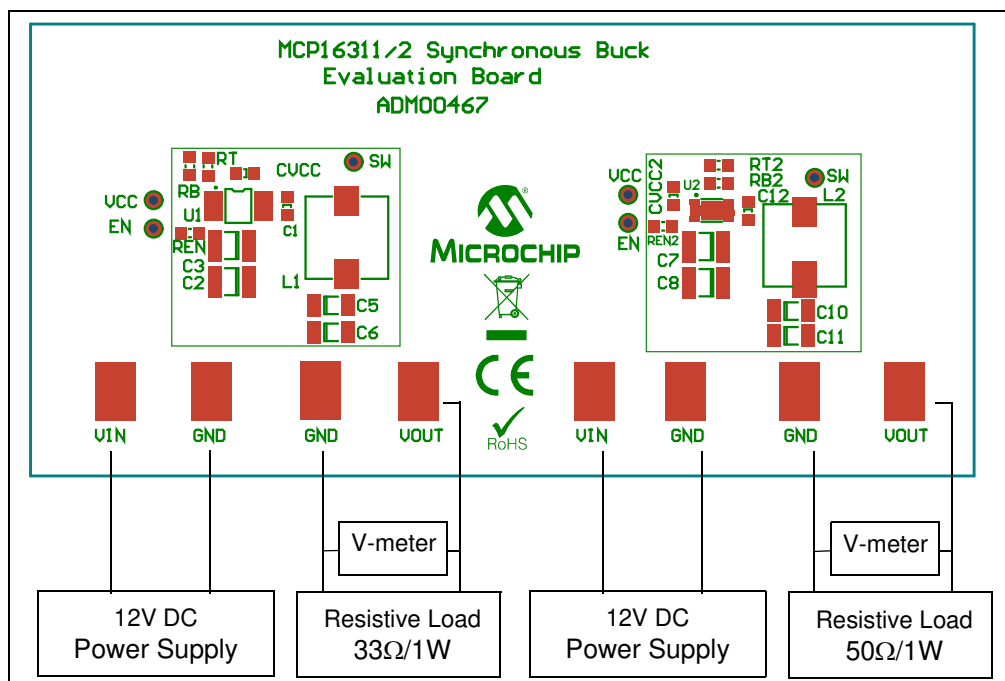 MCP16311/2 Synchronous Buck
Evaluation Board
ADM00467
RT
CVCC
SW
RB
VCC
U1
EN
REN
C1
C3
C2
L1
C5
C6
MICROCHIP
®
RoHS
VCC
CVCC2
U2
RT2
RB2
SW
C12
L2
EN
REN2
C7
C8
C10
C11
VIN
GND
GND
VOUT
VIN
GND
GND
VOUT
V-meter
V-meter
12V DC
Power Supply
Resistive Load
33Ω/1W
12V DC
Power Supply
Resistive Load
50Ω/1W